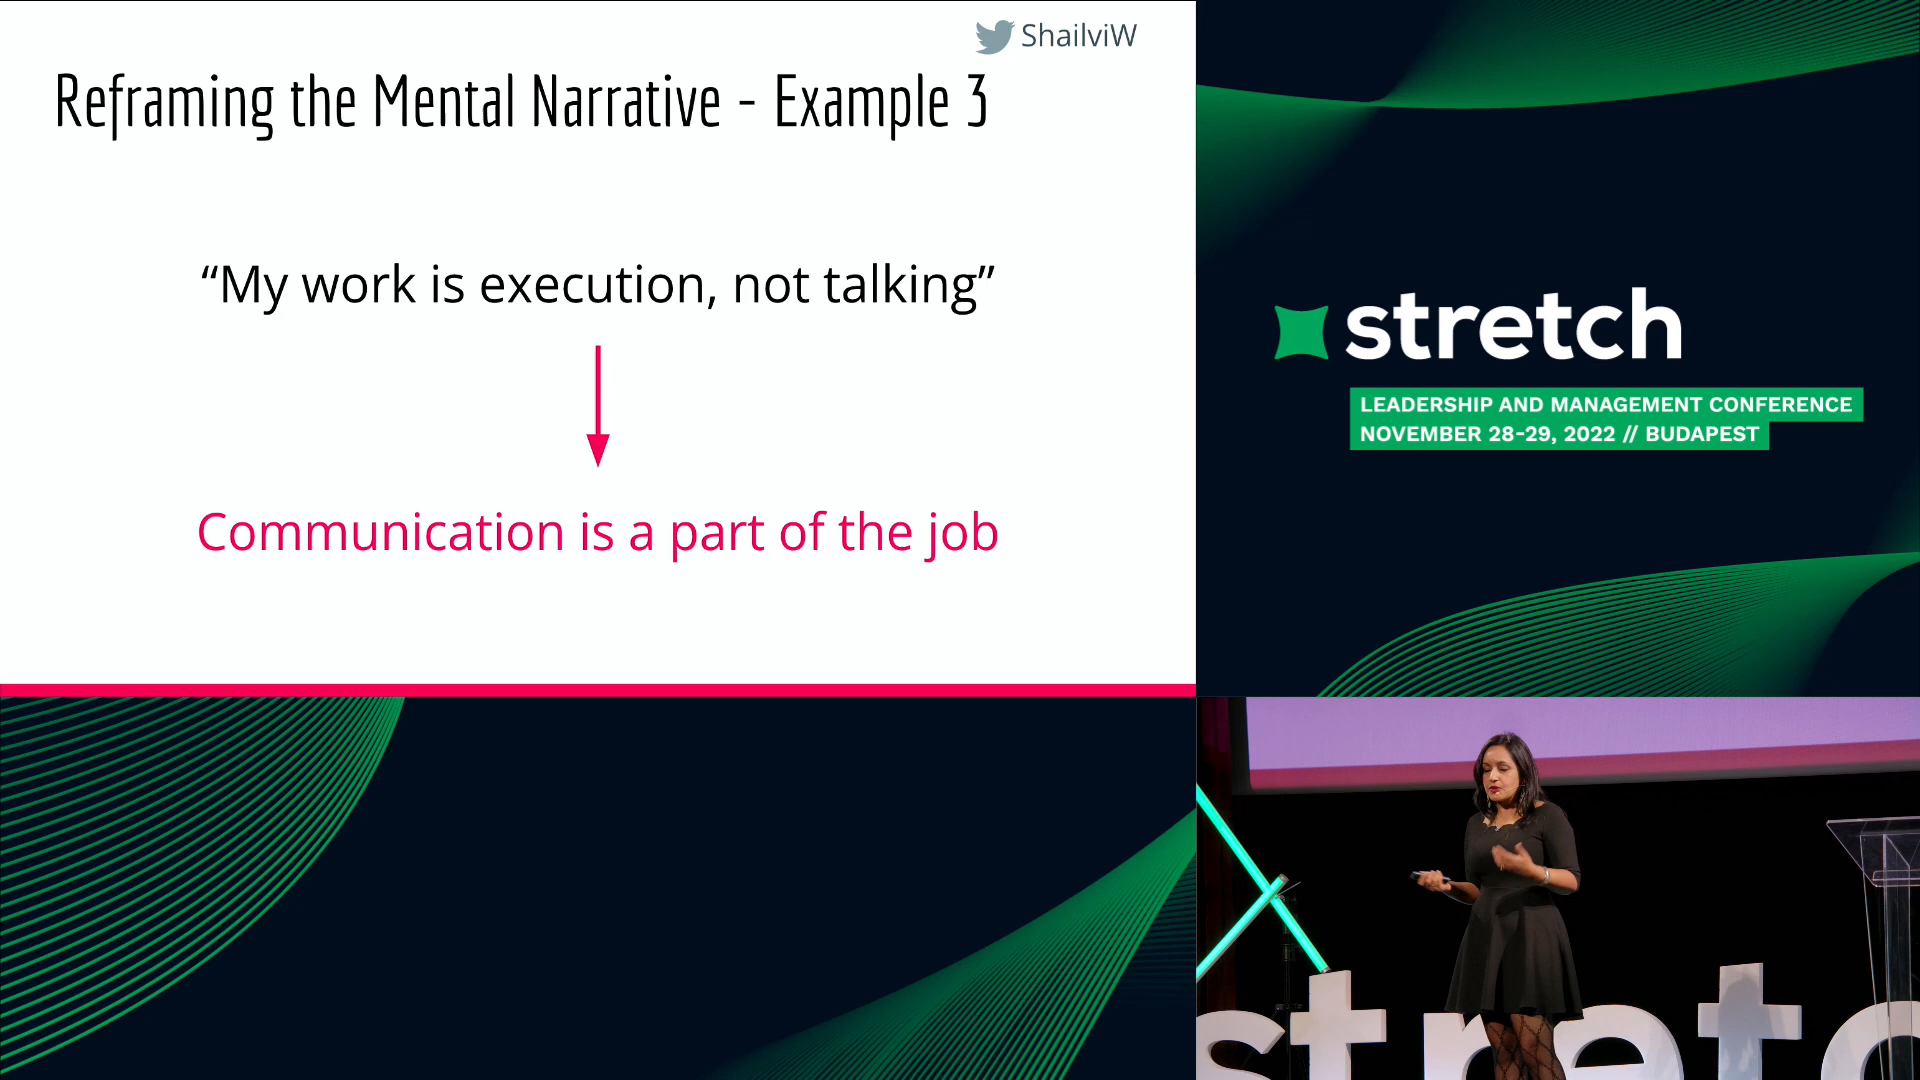 ShailviW
Reframing the Mental Narrative - Example 3
“My work is execution, not talking”
Communication is a part of the job
stretch
LEADERSHIP AND MANAGEMENT CONFERENCE
NOVEMBER 28-29, 2022 // BUDAPEST
stretc